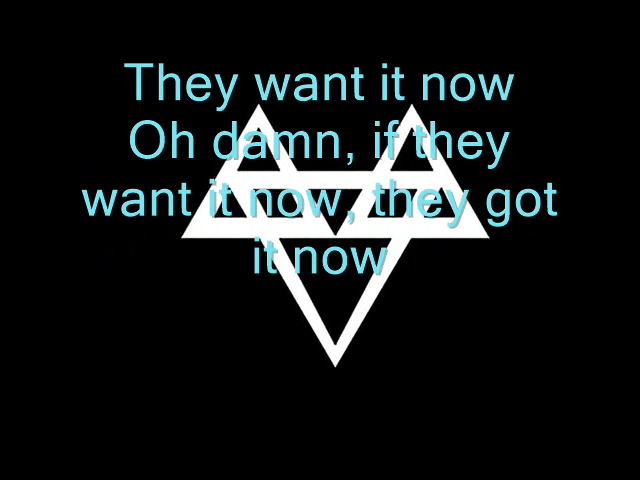 They want it now
Oh damn, if they
want it now, they got
it now